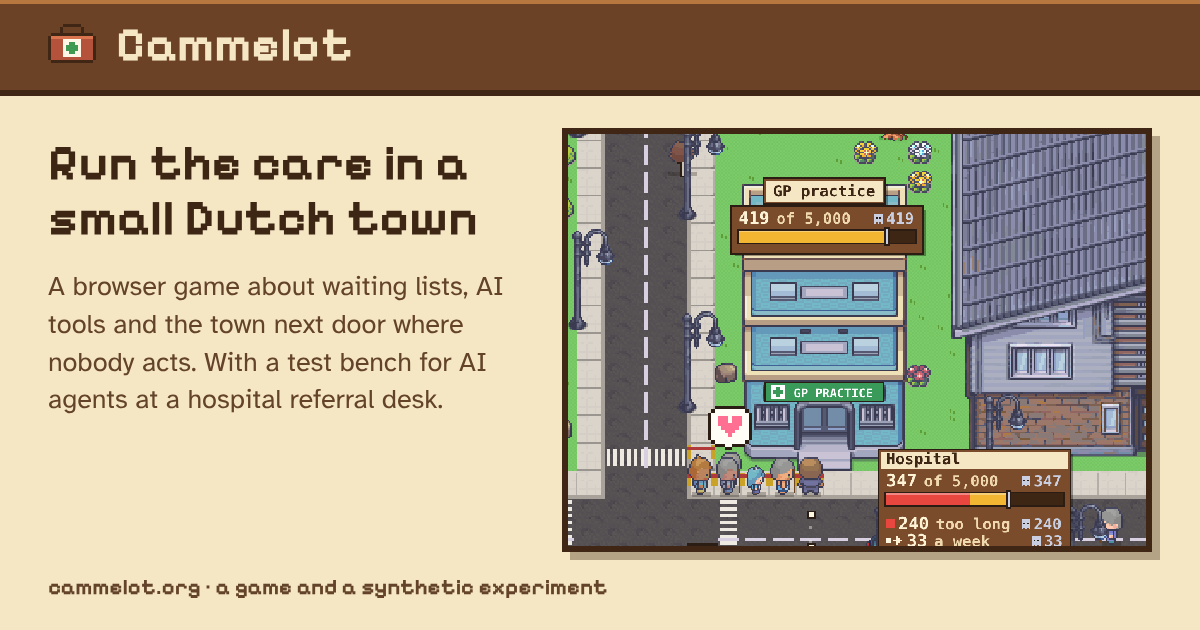 Cammelot
Run the care in a
small Dutch town
A browser game about waiting lists, AI
tools and the town next door where
nobody acts. With a test bench for AI
agents at a hospital referral desk.
GP practice
419 of 5,000 419
GP PRACTICE
Hospital
347 of 5,000 347
240 too long 240
33 a week 33
cammelot.org · a game and a synthetic experiment